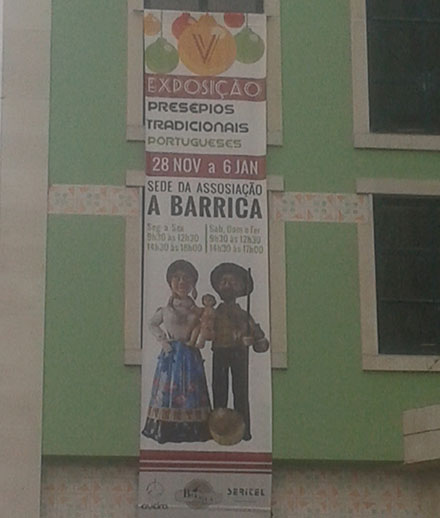 V
EXPOSIÇÃO
PRESEPIOS
TRADICIONAIS
PORTUGUESES
28 NOV a 6 JAN
SEDE DA ASSOSIAÇÃO
A BARRICA
Seg a Sex
9h30 às 12h30
14h30 às 18h00
Sab, Dom e Fer
9h30 às 12h30
14h30 às 17h00
SERITEL